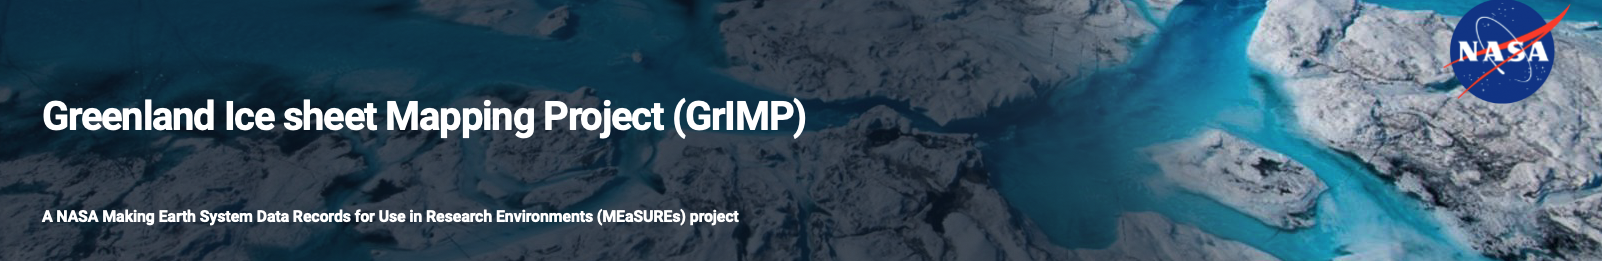 NASA
Greenland Ice sheet Mapping Project (GrIMP)
A NASA Making Earth System Data Records for Use in Research Environments (MEaSUREs) project